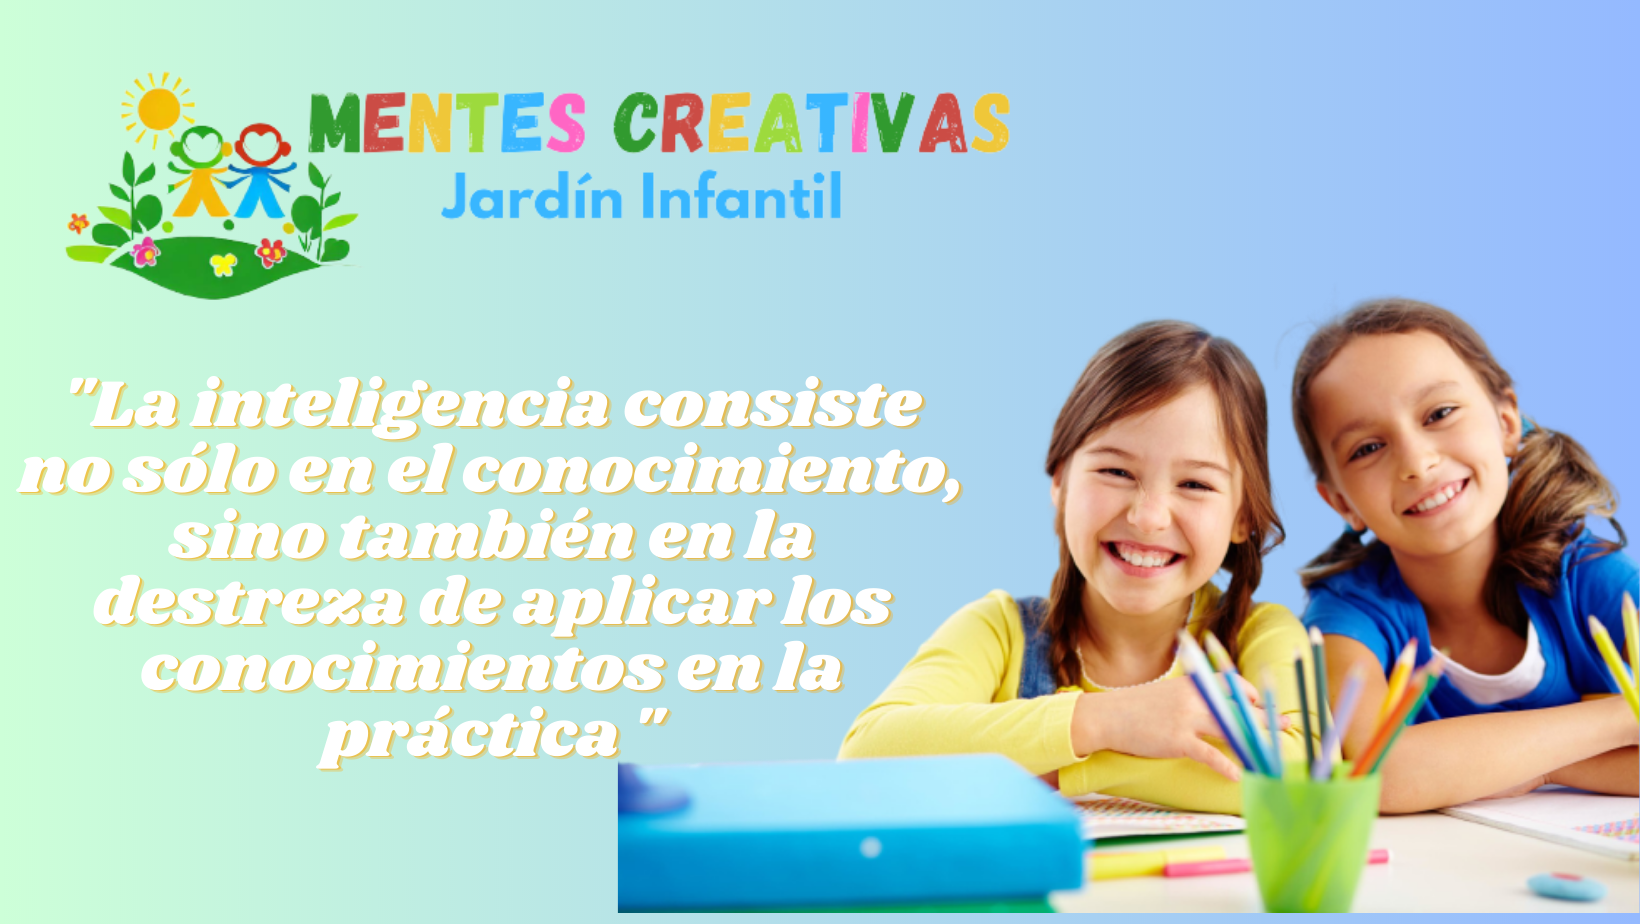 MENTES CREATIVAS
Jardín Infantil
"La inteligencia consiste
no sólo en el conocimiento,
sino también en la
destreza de aplicar los
conocimientos en la
práctica "